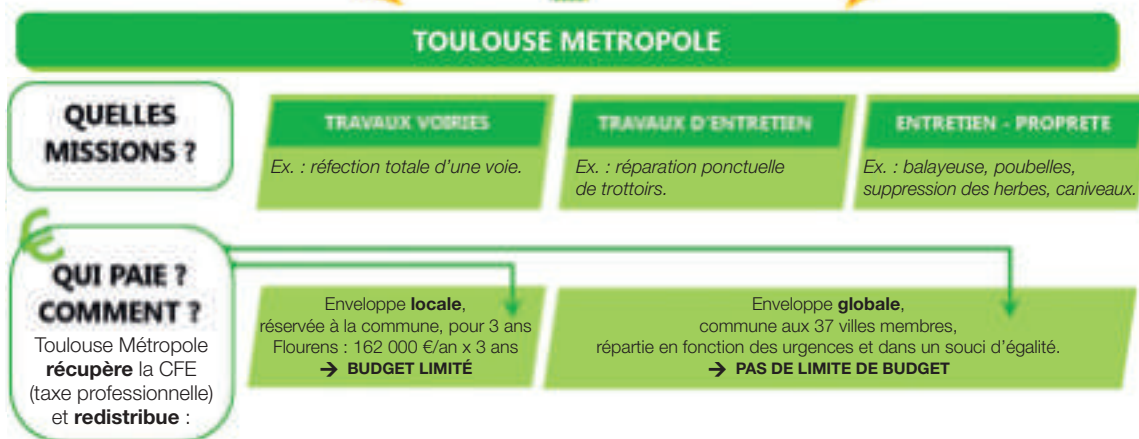 TOULOUSE METROPOLE
QUELLES
MISSIONS ?
TRAVAUX VOIRIES
Ex. : réfection totale d'une voie.
TRAVAUX D'ENTRETIEN
Ex. : réparation ponctuelle
de trottoirs.
ENTRETIEN - PROPRETE
Ex. : balayeuse, poubelles,
suppression des herbes, caniveaux.
€
QUI PAIE ?
COMMENT ?
Toulouse Métropole
récupère la CFE
(taxe professionnelle)
et redistribue :
Enveloppe locale,
réservée à la commune, pour 3 ans
Flourens : 162 000 €/an x 3 ans
→ BUDGET LIMITÉ
Enveloppe globale,
commune aux 37 villes membres,
répartie en fonction des urgences et dans un souci d'égalité.
→ PAS DE LIMITE DE BUDGET